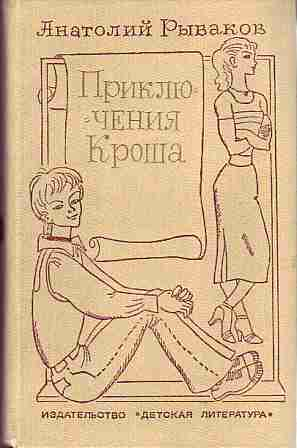 Анатолий Рыбаков
Приклю-
-чения
Кроша
ИЗДАТЕЛЬСТВО "ДЕТСКАЯ ЛИТЕРАТУРА"